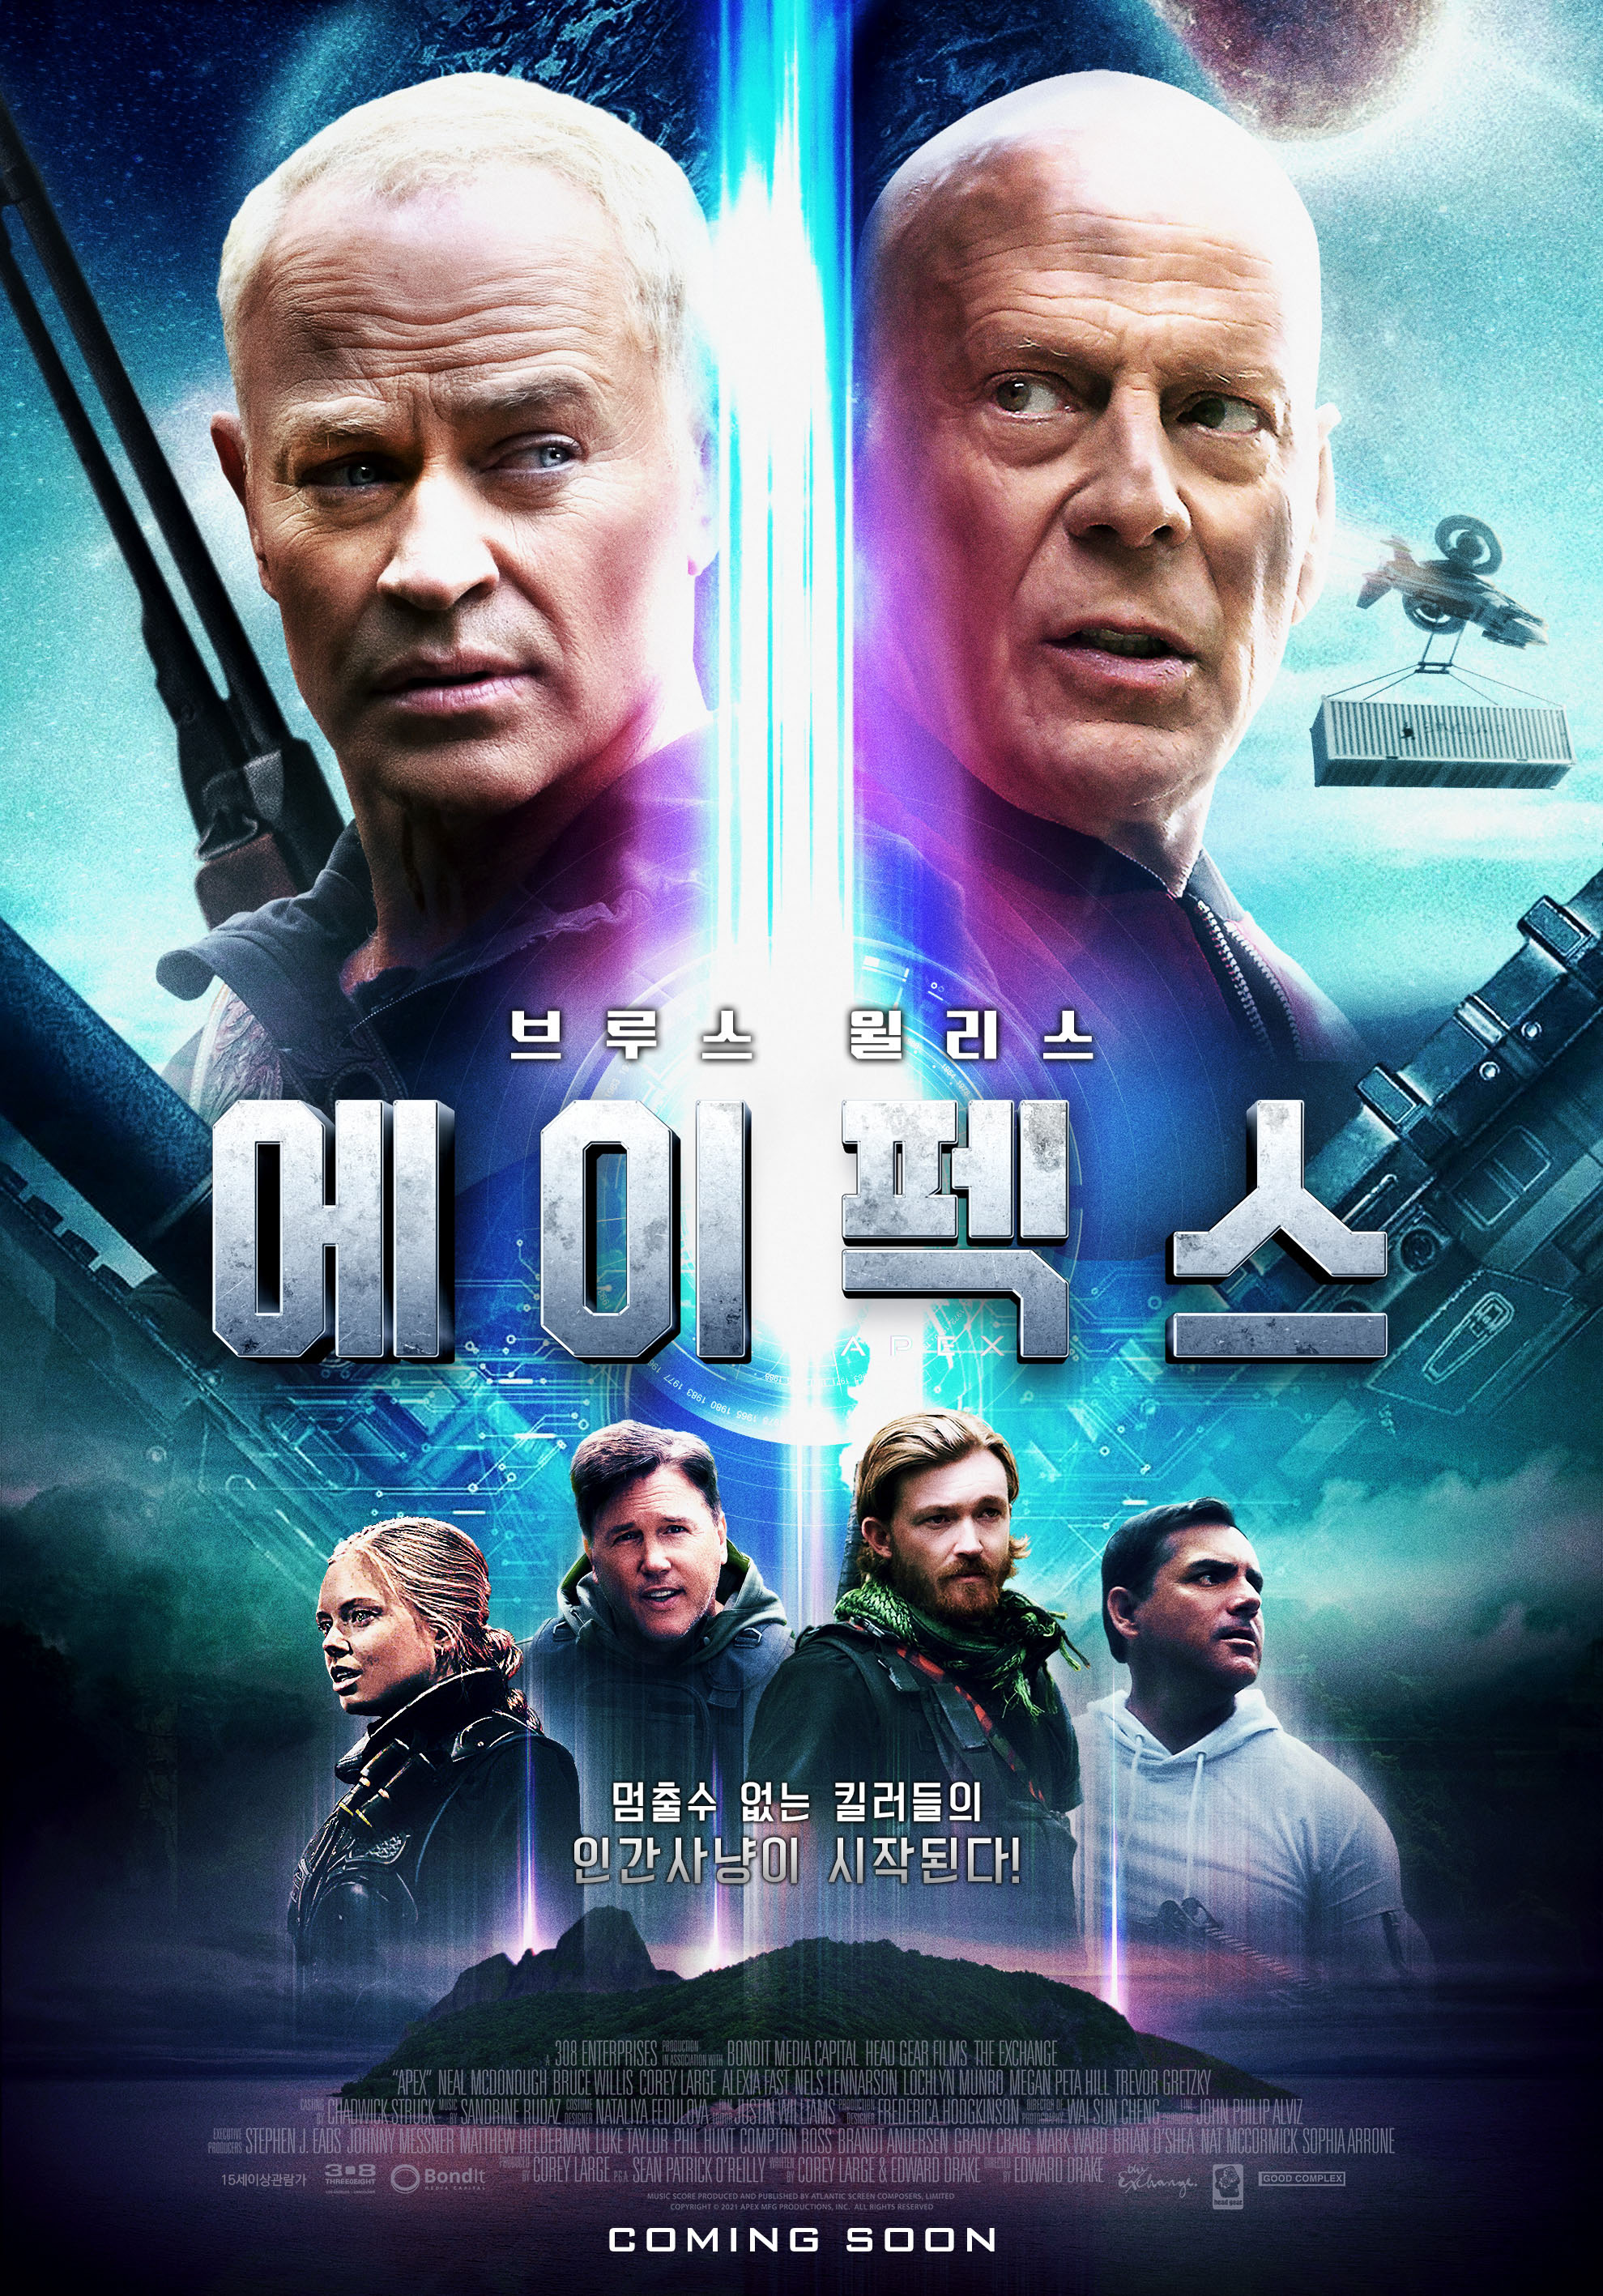 브루스 윌리스
에이펙스
APEX
멈출수 없는 킬러들의
인간사냥이 시작된다!
A 308 ENTERPRISES PRODUCTION IN ASSOCIATION WITH BONDIT MEDIA CAPITAL HEAD GEAR FILMS THE EXCHANGE
"APEX" NEAL MCDONOUGH BRUCE WILLIS COREY LARGE ALEXIA FAST NELS LENNARSON LOCHLYN MUNRO MEGAN PETA HILL TREVOR GRETZKY
CASTING BY CHADWICK STRUCK MUSIC BY SANDRINE RUDAZ COSTUME DESIGNER NATALIYA FEDULOVA EDITOR JUSTIN WILLIAMS PRODUCTION DESIGNER FREDERICA HODGKINSON DIRECTOR OF PHOTOGRAPHY WAI SUN CHENG LINE PRODUCER JOHN PHILIP ALVIZ
EXECUTIVE PRODUCERS STEPHEN J. EADS JOHNNY MESSNER MATTHEW HELDERMAN LUKE TAYLOR PHIL HUNT COMPTON ROSS BRANDT ANDERSEN GRADY CRAIG MARK WARD BRIAN O'SHEA NAT MCCORMICK SOPHIA ARRONE
PRODUCED BY COREY LARGE P.G.A. SEAN PATRICK O'REILLY WRITTEN BY COREY LARGE & EDWARD DRAKE DIRECTED BY EDWARD DRAKE
15세이상관람가 308 THREEOEIGHT BondIt MEDIA CAPITAL the Exchange. head gear GOOD COMPLEX
MUSIC SCORE PRODUCED AND PUBLISHED BY ATLANTIC SCREEN COMPOSERS, LIMITED
COPYRIGHT © 2021 APEX MFG PRODUCTIONS, INC. ALL RIGHTS RESERVED
COMING SOON